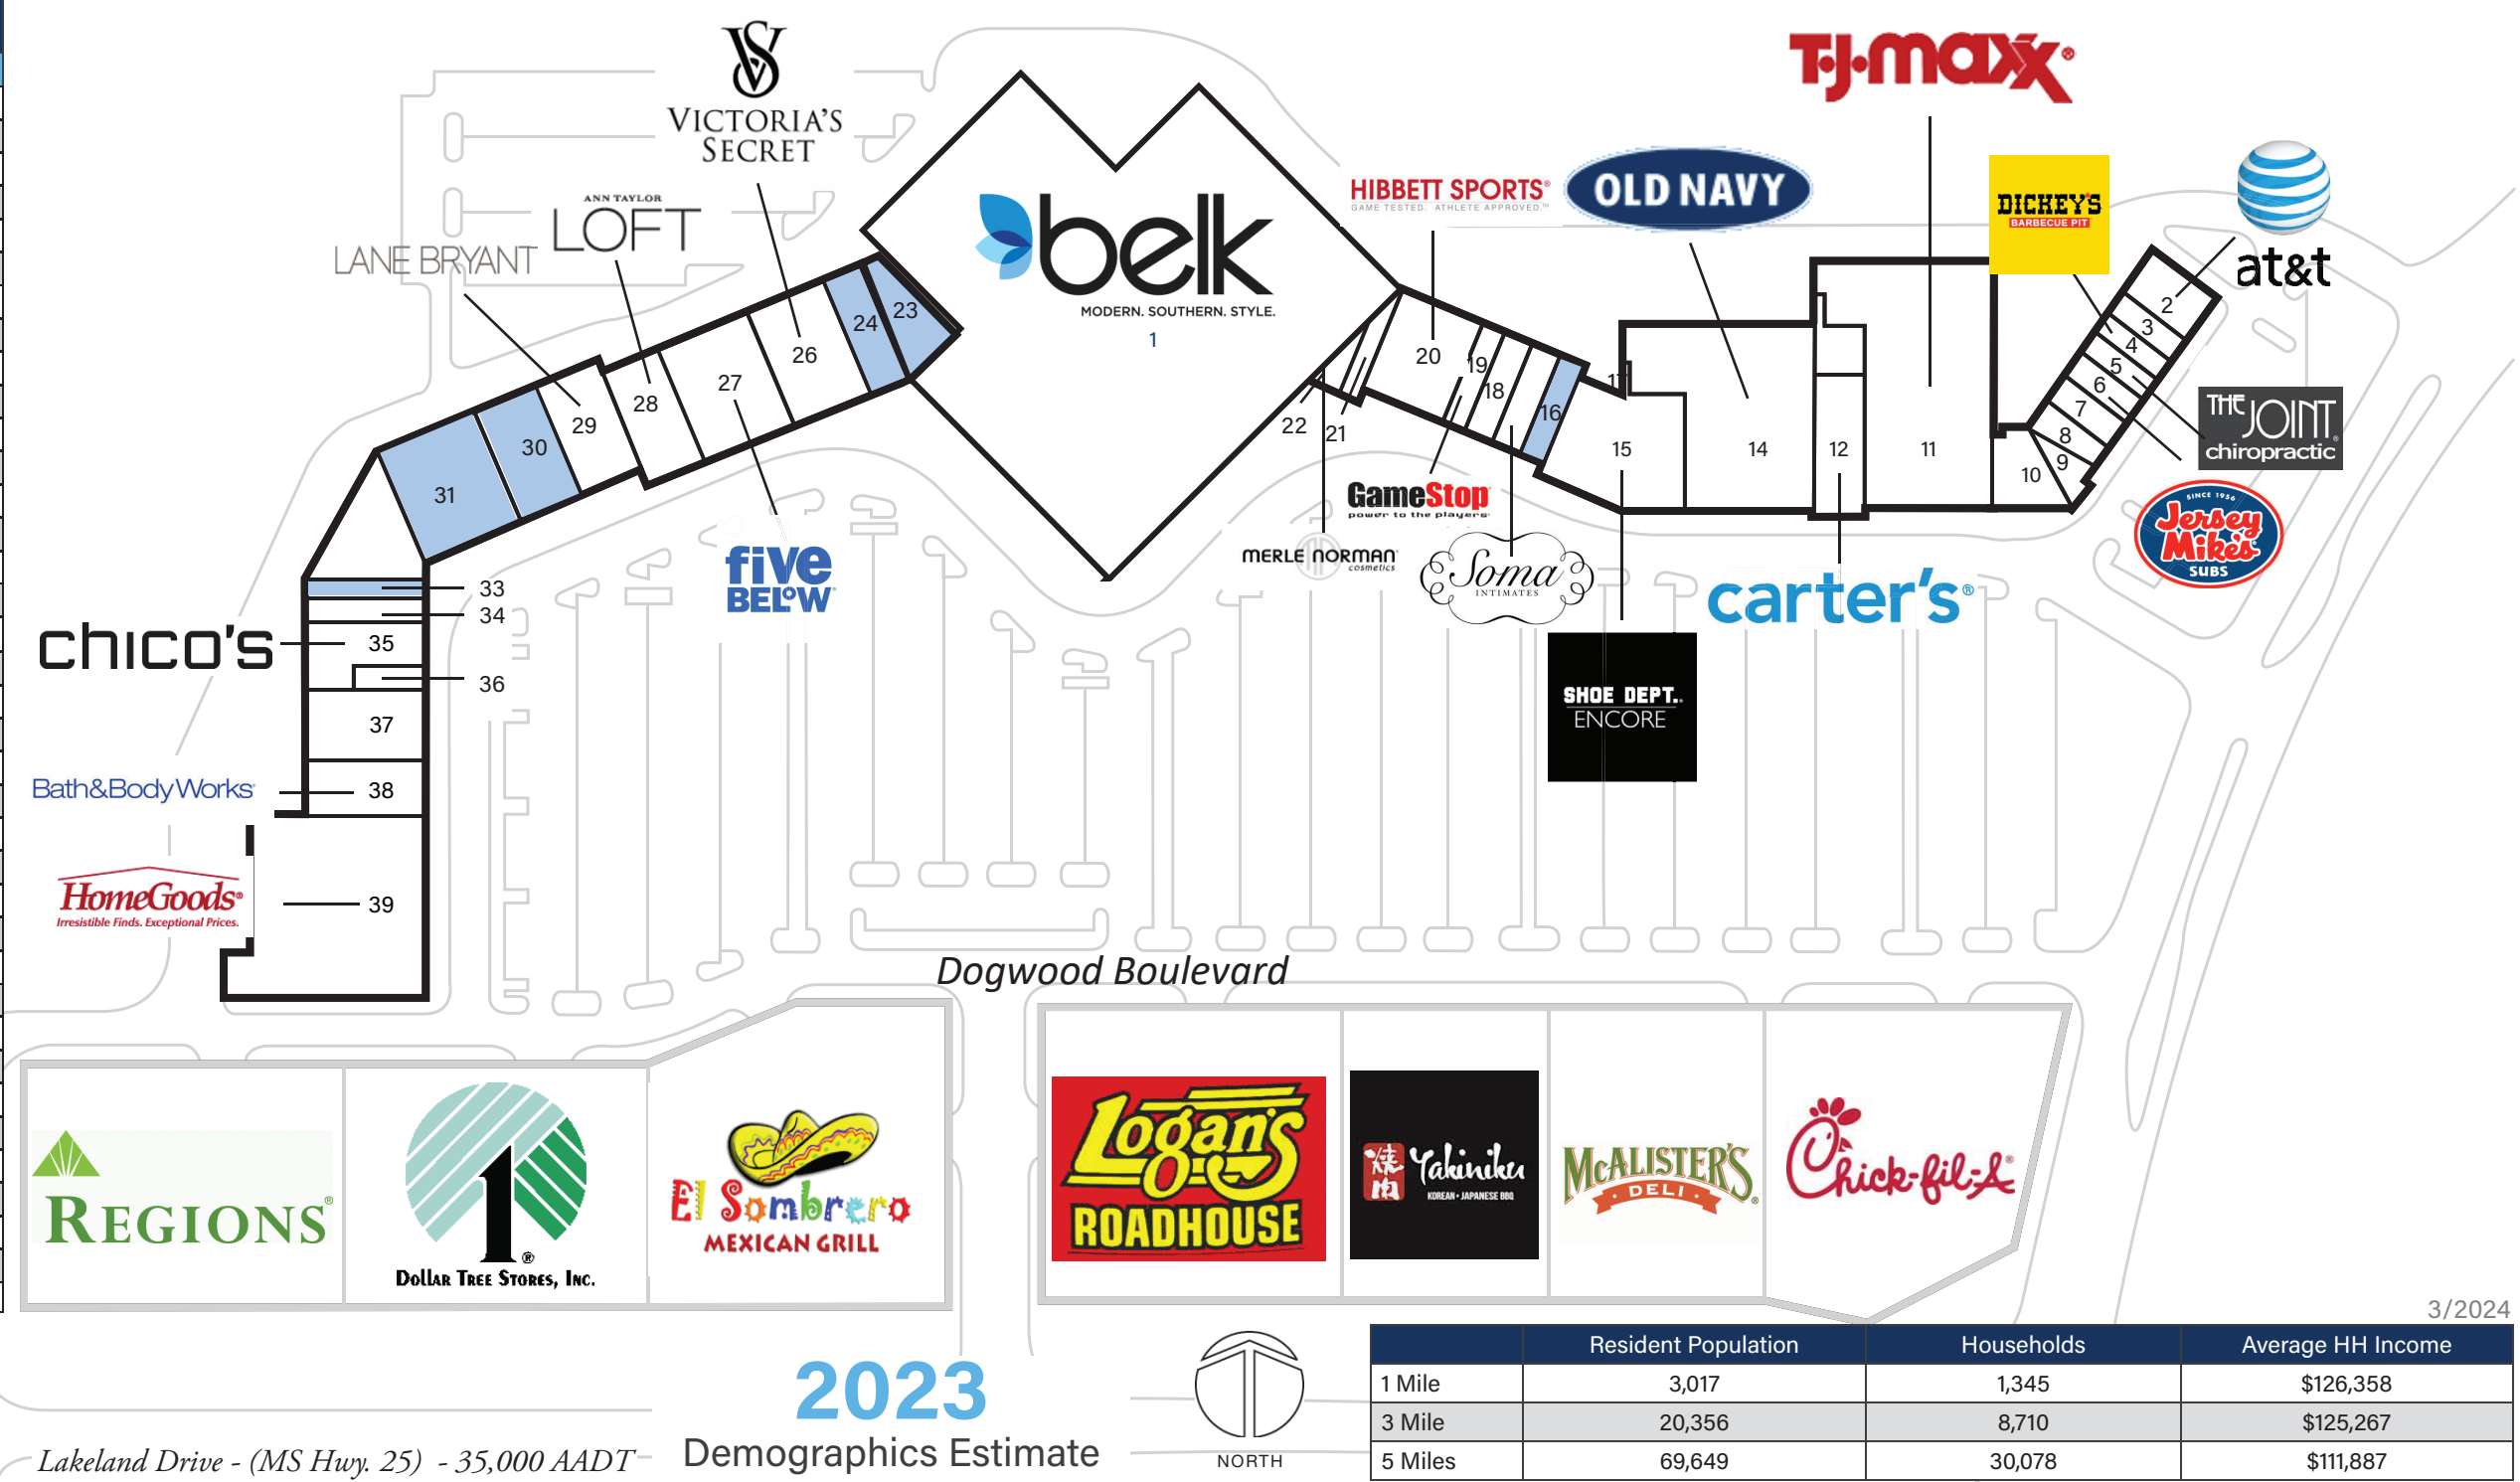 VS
VICTORIA'S
SECRET
ANN TAYLOR
LOFT
LANE BRYANT
belk
MODERN. SOUTHERN. STYLE.
1
HIBBETT SPORTS®
GAME TESTED. ATHLETE APPROVED.™
OLD NAVY
T·J·maxx®
DICKEY'S
BARBECUE PIT
at&t
2
3
4
5
6
7
8
9
10
11
12
14
15
16
17
18
19
20
21
22
23
24
26
27
28
29
30
31
33
34
35
36
37
38
39
THE
JOINT
chiropractic
SINCE 1956
Jersey
Mike's
SUBS
GameStop
power to the players
MERLE NORMAN
cosmetics
Soma
INTIMATES
carter's®
SHOE DEPT.
ENCORE
five
BELOW
chico's
Bath&BodyWorks
HomeGoods®
Irresistible Finds. Exceptional Prices.
Dogwood Boulevard
REGIONS®
1®
DOLLAR TREE STORES, INC.
El Sombrero
MEXICAN GRILL
Logan's
ROADHOUSE
焼肉 Yakiniku
KOREAN • JAPANESE BBQ
McALISTER'S
DELI
Chick-fil-A®
3/2024
2023
Demographics Estimate
NORTH
Resident Population Households Average HH Income
1 Mile 3,017 1,345 $126,358
3 Mile 20,356 8,710 $125,267
5 Miles 69,649 30,078 $111,887
Lakeland Drive - (MS Hwy. 25) - 35,000 AADT